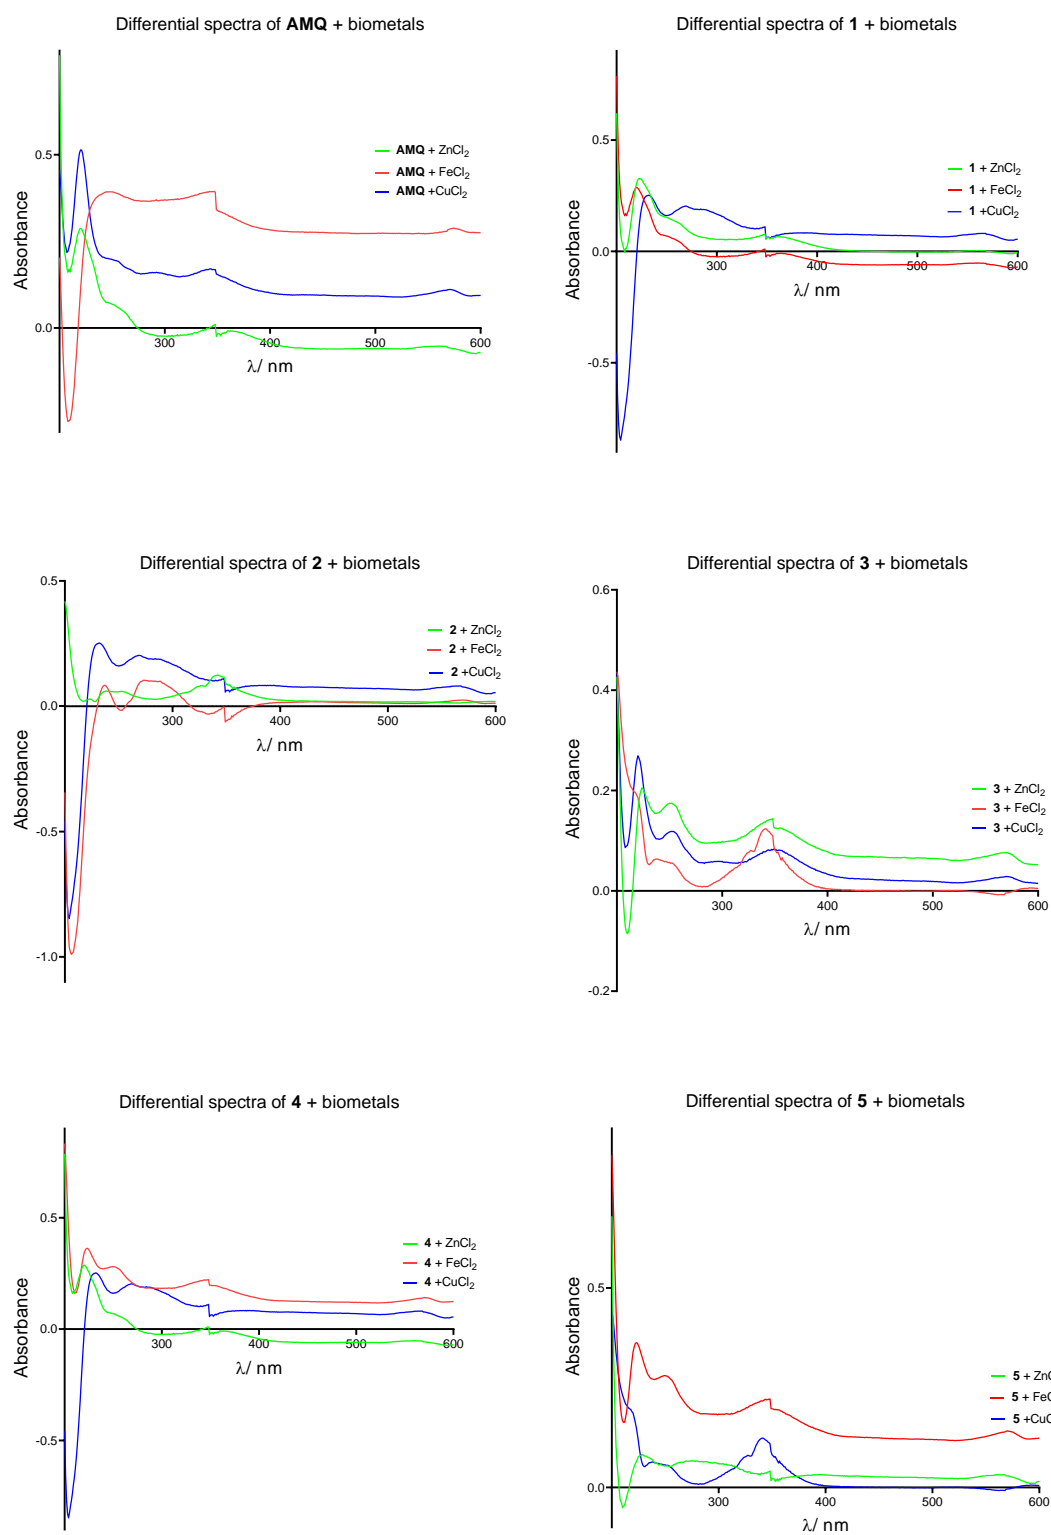 Differential spectra of AMQ + biometals
Absorbance
0.5
0.0
300
400
500
600
λ/ nm
AMQ + ZnCl2
AMQ + FeCl2
AMQ +CuCl2
Differential spectra of 1 + biometals
Absorbance
0.5
0.0
-0.5
300
400
500
600
λ/ nm
1 + ZnCl2
1 + FeCl2
1 +CuCl2
Differential spectra of 2 + biometals
Absorbance
0.5
0.0
-0.5
-1.0
300
400
500
600
λ/ nm
2 + ZnCl2
2 + FeCl2
2 +CuCl2
Differential spectra of 3 + biometals
Absorbance
0.6
0.4
0.2
0.0
-0.2
300
400
500
600
λ/ nm
3 + ZnCl2
3 + FeCl2
3 +CuCl2
Differential spectra of 4 + biometals
Absorbance
0.5
0.0
-0.5
300
400
500
600
λ/ nm
4 + ZnCl2
4 + FeCl2
4 +CuCl2
Differential spectra of 5 + biometals
Absorbance
0.5
0.0
300
400
500
600
λ/ nm
5 +
5 +